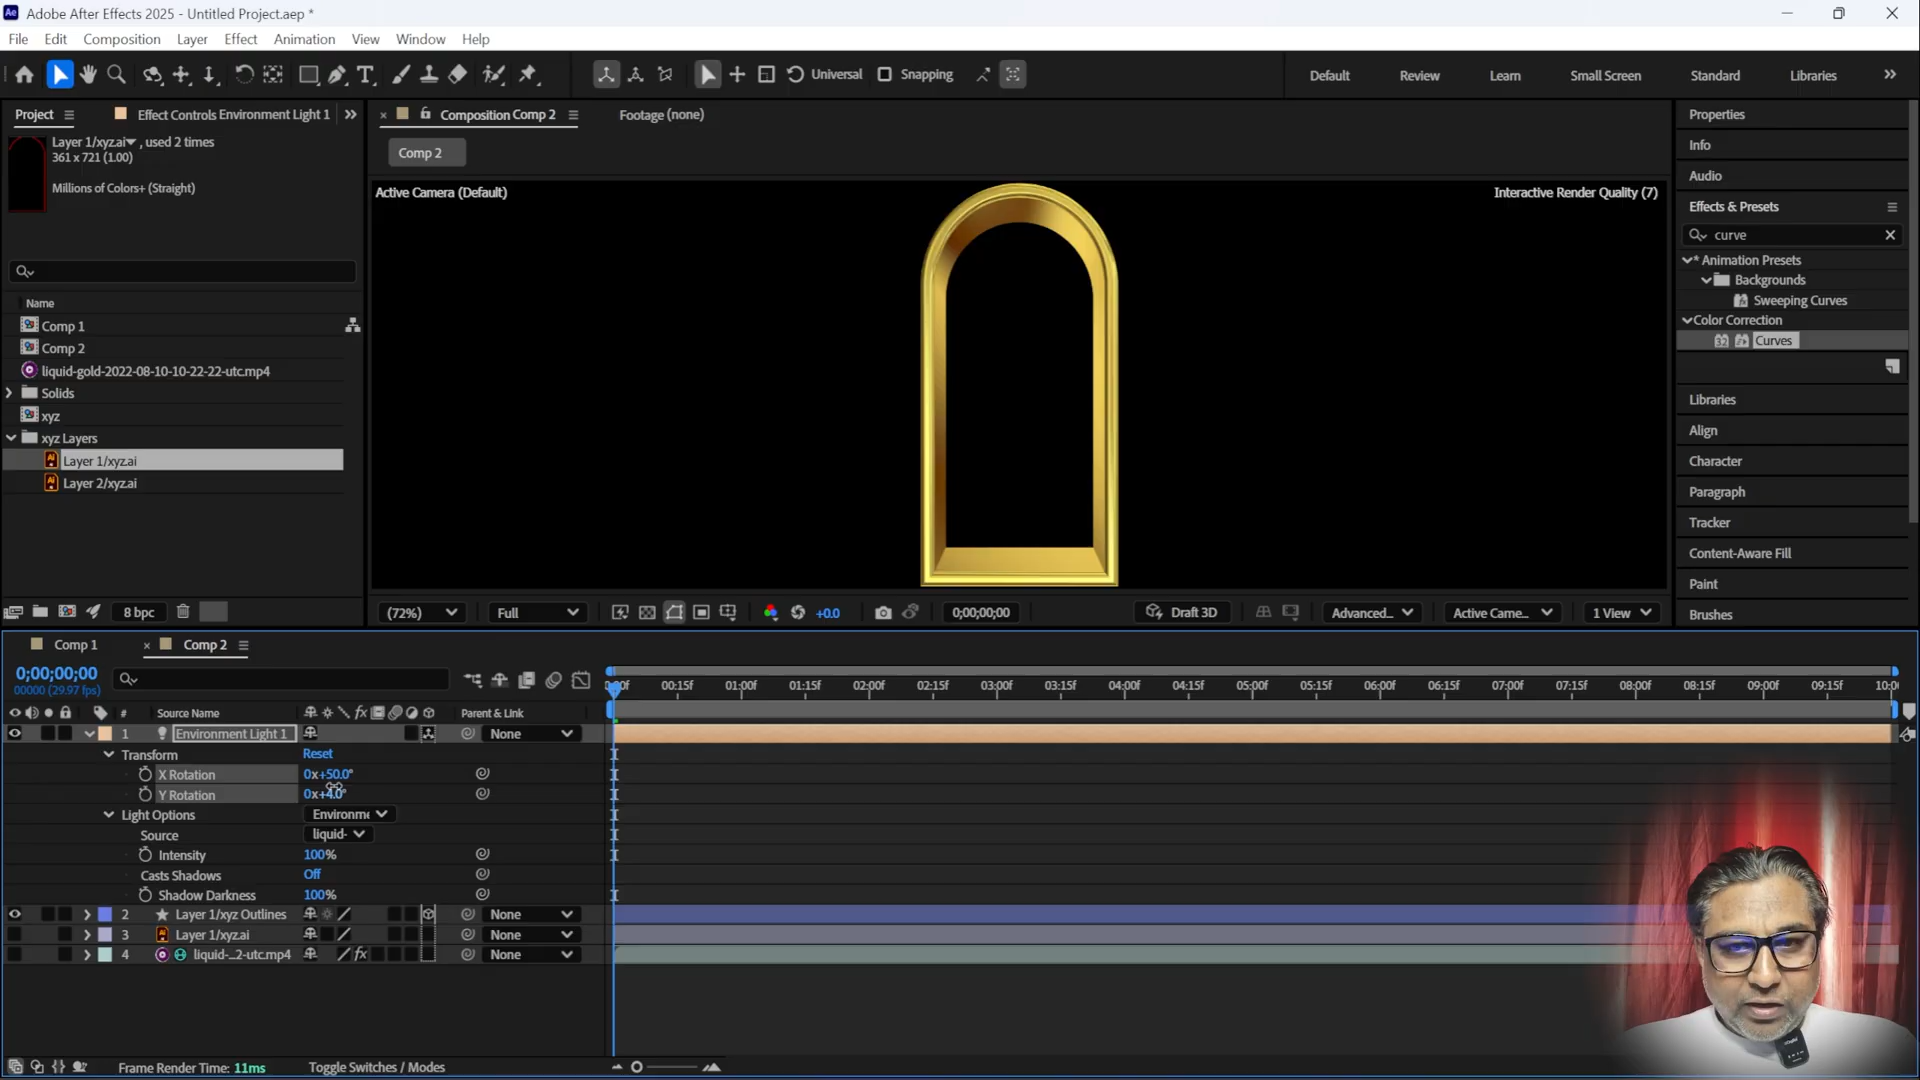 Adobe After Effects 2025 - Untitled Project.aep *
File Edit Composition Layer Effect Animation View Window Help
Universal Snapping Default Review Learn Small Screen Standard Libraries
Project Effect Controls Environment Light 1
Layer 1/xyz.ai , used 2 times
361 x 721 (1.00)
Millions of Colors+ (Straight)
Name
Comp 1
Comp 2
liquid-gold-2022-08-10-10-22-22-utc.mp4
Solids
xyz
xyz Layers
Layer 1/xyz.ai
Layer 2/xyz.ai
8 bpc
Composition Comp 2 Footage (none)
Comp 2
Active Camera (Default) Interactive Render Quality (7)
(72%) Full +0.0 0;00;00;00 Draft 3D Advanced... Active Came... 1 View
Properties
Info
Audio
Effects & Presets
curve
* Animation Presets
Backgrounds
Sweeping Curves
Color Correction
32 Curves
Libraries
Align
Character
Paragraph
Tracker
Content-Aware Fill
Paint
Brushes
Comp 1 Comp 2
0;00;00;00
00000 (29.97 fps)
00:15f 01:00f 01:15f 02:00f 02:15f 03:00f 03:15f 04:00f 04:15f 05:00f 05:15f 06:00f 06:15f 07:00f 07:15f 08:00f 08:15f 09:00f 09:15f
# Source Name Parent & Link
1 Environment Light 1 None
Transform Reset
X Rotation 0x+50.0°
Y Rotation 0x+4.0°
Light Options Environme
Source liquid-
Intensity 100%
Casts Shadows Off
Shadow Darkness 100%
2 Layer 1/xyz Outlines None
3 Layer 1/xyz.ai None
4 liquid-...2-utc.mp4 None
Frame Render Time: 11ms Toggle Switches / Modes